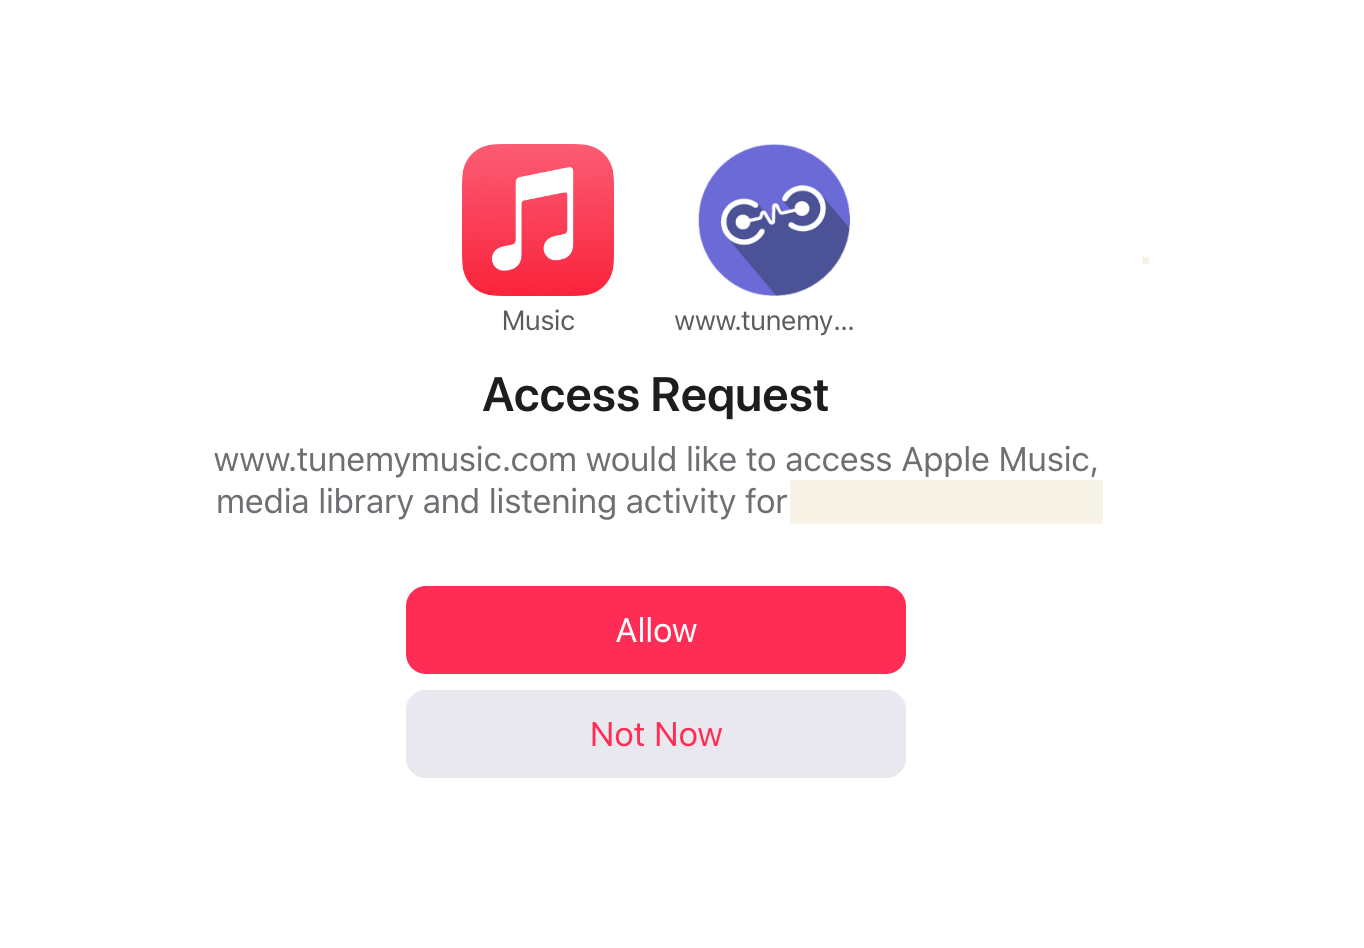 Music
www.tunemy...
Access Request
www.tunemymusic.com would like to access Apple Music,
media library and listening activity for
Allow
Not Now